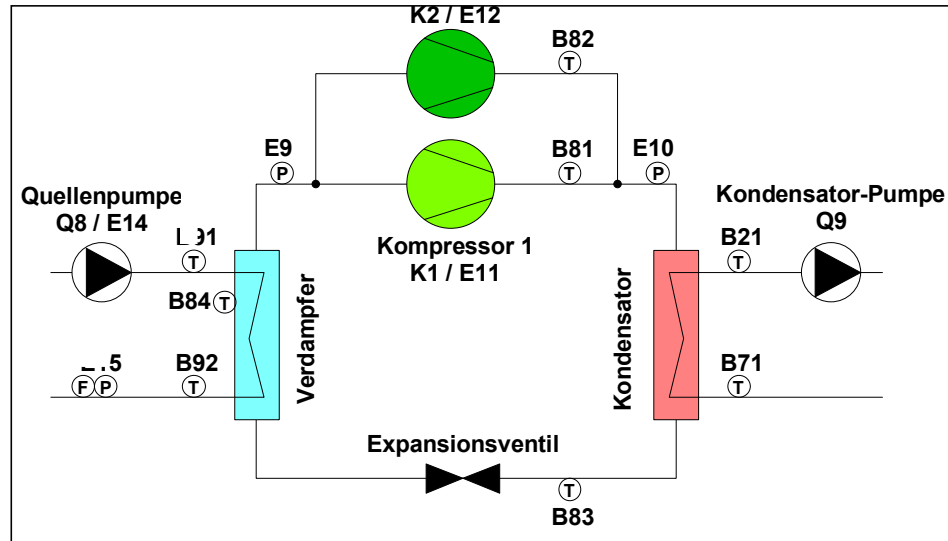 K2 / E12
B82
T
E9
B81
E10
P
T
P
Quellenpumpe
Q8 / E14
Kondensator-Pumpe
Q9
Kompressor 1
K1 / E11
B21
T
T
B84 T
Verdampfer
Kondensator
B92
B71
F P
T
T
Expansionsventil
T
B83